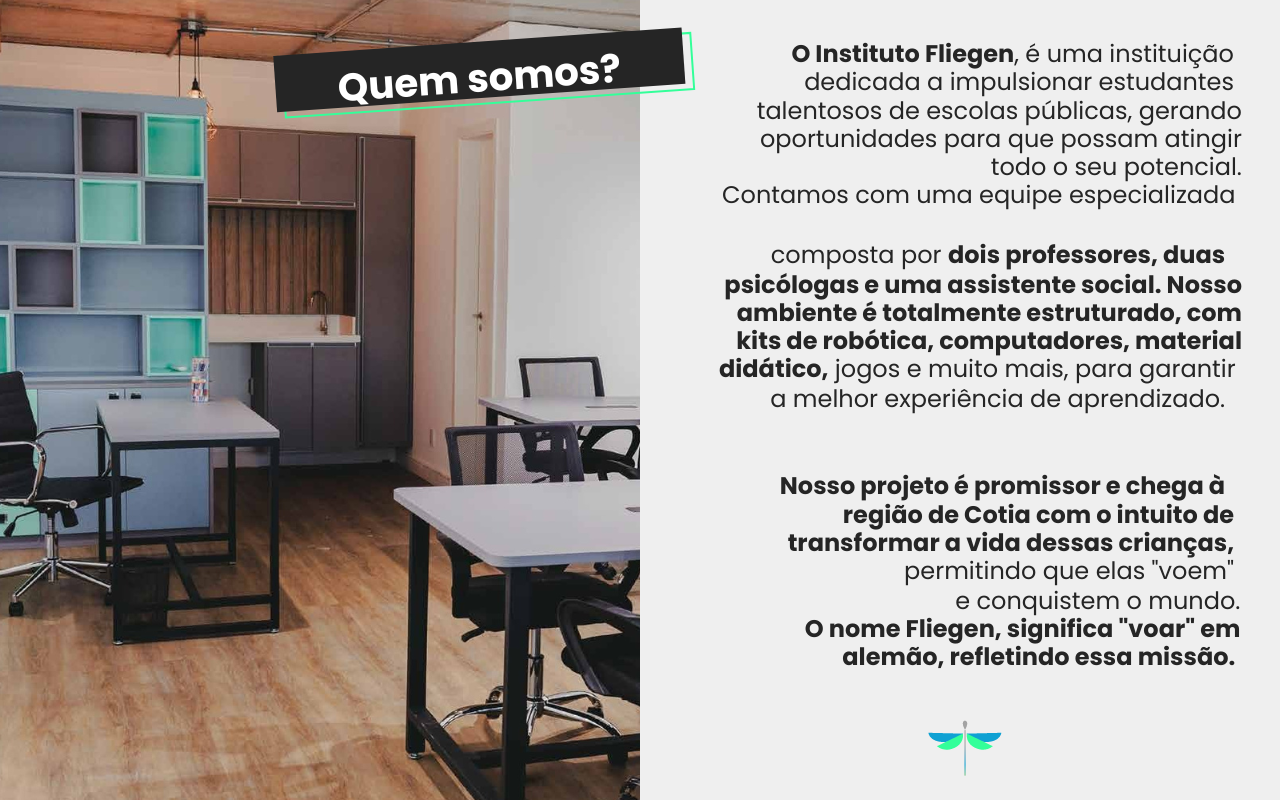 Quem somos?
O Instituto Fliegen, é uma instituição
dedicada a impulsionar estudantes
talentosos de escolas públicas, gerando
oportunidades para que possam atingir
todo o seu potencial.
Contamos com uma equipe especializada
composta por dois professores, duas
psicólogas e uma assistente social. Nosso
ambiente é totalmente estruturado, com
kits de robótica, computadores, material
didático, jogos e muito mais, para garantir
a melhor experiência de aprendizado.
Nosso projeto é promissor e chega à
região de Cotia com o intuito de
transformar a vida dessas crianças,
permitindo que elas "voem"
e conquistem o mundo.
O nome Fliegen, significa "voar" em
alemão, refletindo essa missão.